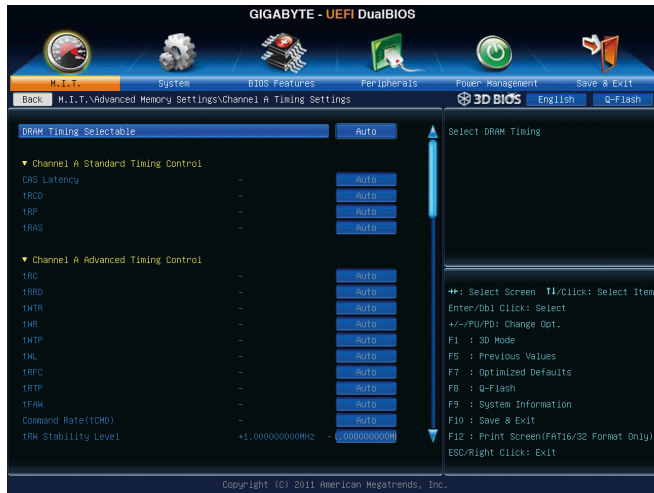 GIGABYTE - UEFI DualBIOS
M.I.T.
System
BIOS Features
Peripherals
Power Management
Save & Exit
Back M.I.T.\Advanced Memory Settings\Channel A Timing Settings
3D BIOS English Q-Flash
DRAM Timing Selectable Auto
▼ Channel A Standard Timing Control
CAS Latency - Auto
tRCD - Auto
tRP - Auto
tRAS - Auto
▼ Channel A Advanced Timing Control
tRC - Auto
tRRD - Auto
tWTR - Auto
tWR - Auto
tWTP - Auto
tWL - Auto
tRFC - Auto
tRTP - Auto
tFAW - Auto
Command Rate(tCMD) - Auto
tRW Stability Level +1.000000000MHz -
Select DRAM Timing
→←: Select Screen ↑↓/Click: Select Item
Enter/Dbl Click: Select
+/-/PU/PD: Change Opt.
F1 : 3D Mode
F5 : Previous Values
F7 : Optimized Defaults
F8 : Q-Flash
F9 : System Information
F10 : Save & Exit
F12 : Print Screen(FAT16/32 Format Only)
ESC/Right Click: Exit
Copyright (C) 2011 American Megatrends, Inc.